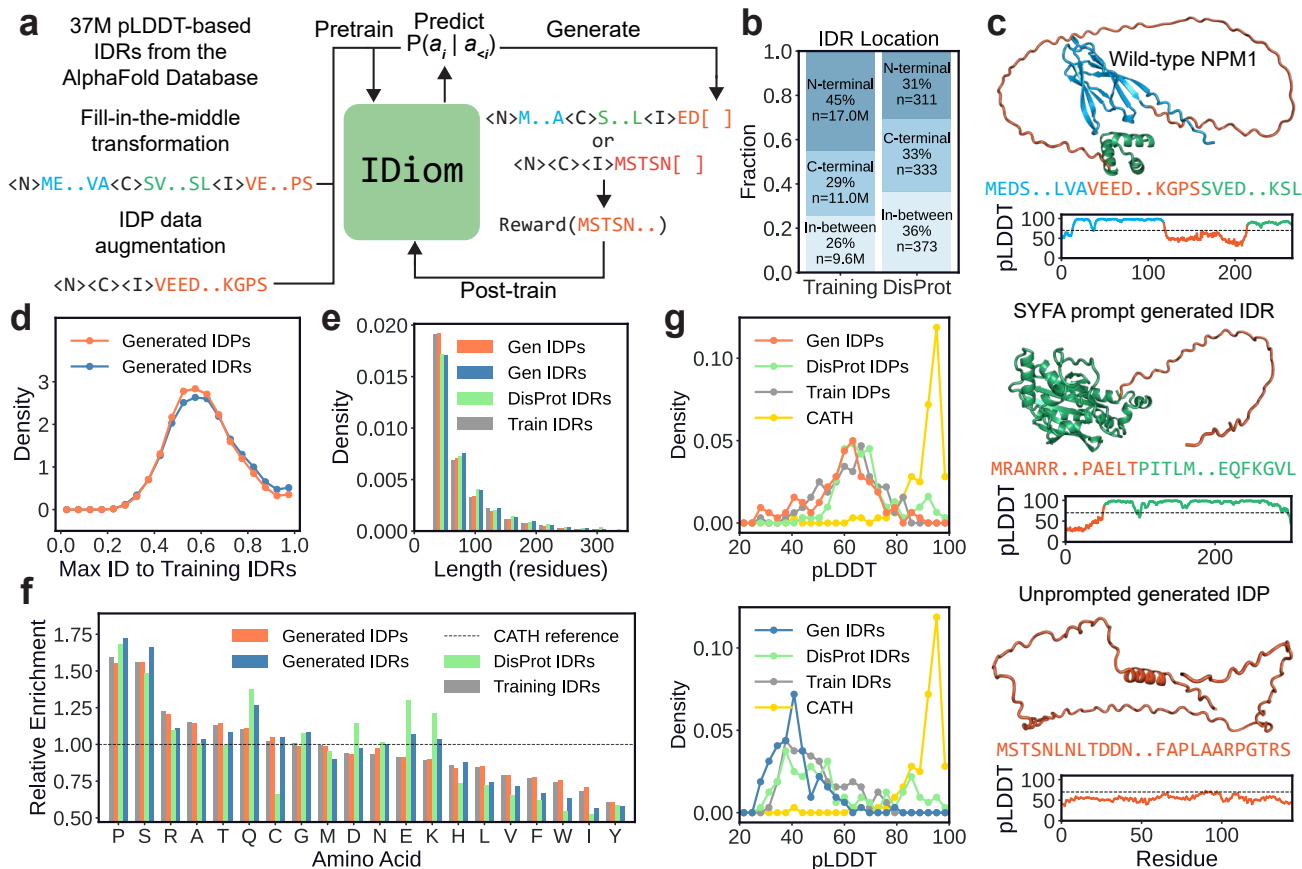 a
37M pLDDT-based
IDRs from the
AlphaFold Database
Fill-in-the-middle
transformation
<N>ME..VA<C>SV..SL<I>VE..PS
IDP data
augmentation
<N><C><I>VEED..KGPS
Pretrain
Predict
P(a_i | a_<i)
Generate
IDiom
<N>M..A<C>S..L<I>ED[ ]
or
<N><C><I>MSTSN[ ]
Reward(MSTSN..)
Post-train
b
IDR Location
Fraction
1.0
0.8
0.6
0.4
0.2
0.0
N-terminal
45%
n=17.0M
C-terminal
29%
n=11.0M
In-between
26%
n=9.6M
N-terminal
31%
n=311
C-terminal
33%
n=333
In-between
36%
n=373
Training DisProt
c
Wild-type NPM1
MEDS..LVAVEED..KGPSSVED..KSL
pLDDT
100
50
0
0 100 200
SYFA prompt generated IDR
MRANRR..PAELTPITLM..EQFKGVL
pLDDT
100
50
0
0 200
Unprompted generated IDP
MSTSNLNLTDDN..FAPLAARPGTRS
pLDDT
100
50
0
0 100
Residue
d
Generated IDPs
Generated IDRs
Density
3
2
1
0
0.0 0.2 0.4 0.6 0.8 1.0
Max ID to Training IDRs
e
Gen IDPs
Gen IDRs
DisProt IDRs
Train IDRs
Density
0.020
0.015
0.010
0.005
0.000
0 100 200 300
Length (residues)
f
Generated IDPs
Generated IDRs
CATH reference
DisProt IDRs
Training IDRs
Relative Enrichment
1.75
1.50
1.25
1.00
0.75
0.50
P S R A T Q C G M D N E K H L V F W I Y
Amino Acid
g
Gen IDPs
DisProt IDPs
Train IDPs
CATH
Density
0.10
0.05
0.00
20 40 60 80 100
pLDDT
Gen IDRs
DisProt IDRs
Train IDRs
CATH
Density
0.10
0.05
0.00
20 40 60 80 100
pLDDT